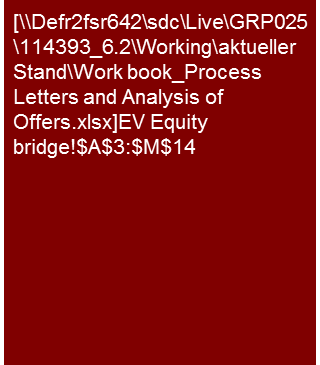 [\\Defr2fsr642\sdc\Live\GRP025
\114393_6.2\Working\aktueller
Stand\Work book_Process
Letters and Analysis of
Offers.xlsx]EV Equity
bridge!$A$3:$M$14